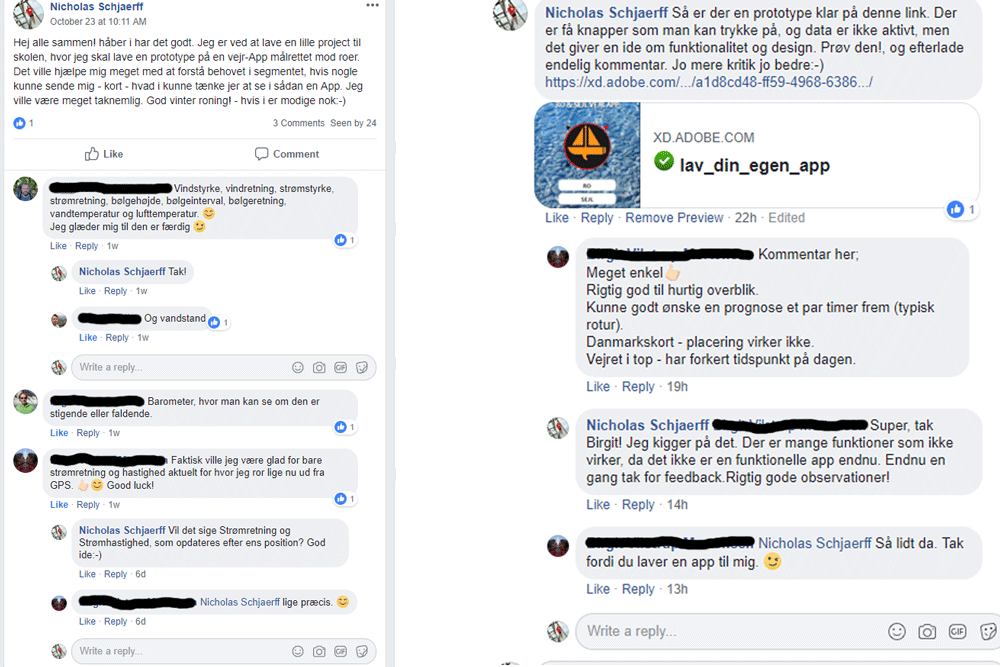 Nicholas Schjaerff
October 23 at 10:11 AM
Hej alle sammen! håber i har det godt. Jeg er ved at lave en lille project til
skolen, hvor jeg skal lave en prototype på en vejr-App målrettet mod roer.
Det ville hjælpe mig meget med at forstå behovet i segmentet, hvis nogle
kunne sende mig - kort - hvad i kunne tænke jer at se i sådan en App. Jeg
ville være meget taknemlig. God vinter roning! - hvis i er modige nok:-)
1
3 Comments Seen by 24
Like Comment
Vindstyrke, vindretning, strømstyrke,
strømretning, bølgehøjde, bølgeinterval, bølgeretning,
vandtemperatur og lufttemperatur. 😊
Jeg glæder mig til den er færdig 😉
1
Like · Reply · 1w
Nicholas Schjaerff Tak!
Like · Reply · 1w
Og vandstand
1
Like · Reply · 1w
Write a reply...
GIF
Barometer, hvor man kan se om den er
stigende eller faldende.
1
Like · Reply · 1w
Faktisk ville jeg være glad for bare
strømretning og hastighed aktuelt for hvor jeg ror lige nu ud fra
GPS. 👍🏻😊 Good luck!
1
Like · Reply · 1w
Nicholas Schjaerff Vil det sige Strømretning og
Strømhastighed, som opdateres efter ens position? God
ide:-)
Like · Reply · 6d
Nicholas Schjaerff lige præcis. 😊
Like · Reply · 6d
Write a reply...
GIF
Nicholas Schjaerff Så er der en prototype klar på denne link. Der
er få knapper som man kan trykke på, og data er ikke aktivt, men
det giver en ide om funktionalitet og design. Prøv den!, og efterlade
endelig kommentar. Jo mere kritik jo bedre:-)
https://xd.adobe.com/.../a1d8cd48-ff59-4968-6386.../
RO
SEJL
XD.ADOBE.COM
lav_din_egen_app
1
Like · Reply · Remove Preview · 22h · Edited
Kommentar her;
Meget enkel👍🏻
Rigtig god til hurtig overblik.
Kunne godt ønske en prognose et par timer frem (typisk
rotur).
Danmarkskort - placering virker ikke.
Vejret i top - har forkert tidspunkt på dagen.
Like · Reply · 19h
Nicholas Schjaerff Super, tak
Birgit! Jeg kigger på det. Der er mange funktioner som ikke
virker, da det ikke er en funktionelle app endnu. Endnu en
gang tak for feedback.Rigtig gode observationer!
Like · Reply · 14h
Nicholas Schjaerff Så lidt da. Tak
fordi du laver en app til mig. 😉
Like · Reply · 13h
Write a reply...
GIF